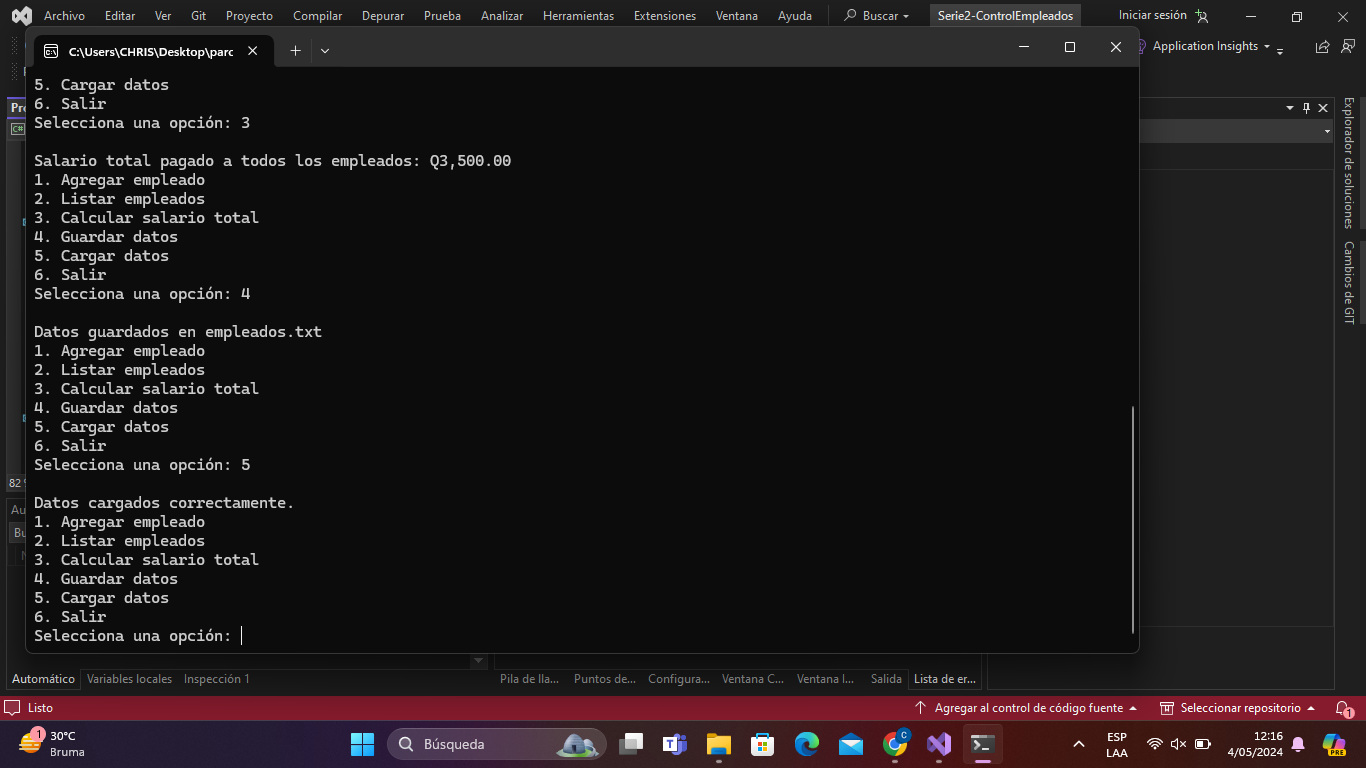 Archivo Editar Ver Git Proyecto Compilar Depurar Prueba Analizar Herramientas Extensiones Ventana Ayuda Buscar Serie2-ControlEmpleados Iniciar sesión
C:\Users\CHRIS\Desktop\parc
Application Insights
5. Cargar datos
6. Salir
Selecciona una opción: 3
Salario total pagado a todos los empleados: Q3,500.00
1. Agregar empleado
2. Listar empleados
3. Calcular salario total
4. Guardar datos
5. Cargar datos
6. Salir
Selecciona una opción: 4
Datos guardados en empleados.txt
1. Agregar empleado
2. Listar empleados
3. Calcular salario total
4. Guardar datos
5. Cargar datos
6. Salir
Selecciona una opción: 5
Datos cargados correctamente.
1. Agregar empleado
2. Listar empleados
3. Calcular salario total
4. Guardar datos
5. Cargar datos
6. Salir
Selecciona una opción:
Explorador de soluciones
Cambios de GIT
Automático Variables locales Inspección 1 Pila de lla... Puntos de... Configura... Ventana C... Ventana I... Salida Lista de er...
Listo Agregar al control de código fuente Seleccionar repositorio 1
1 30°C
Bruma
Búsqueda
ESP
LAA
12:16
4/05/2024
PRE